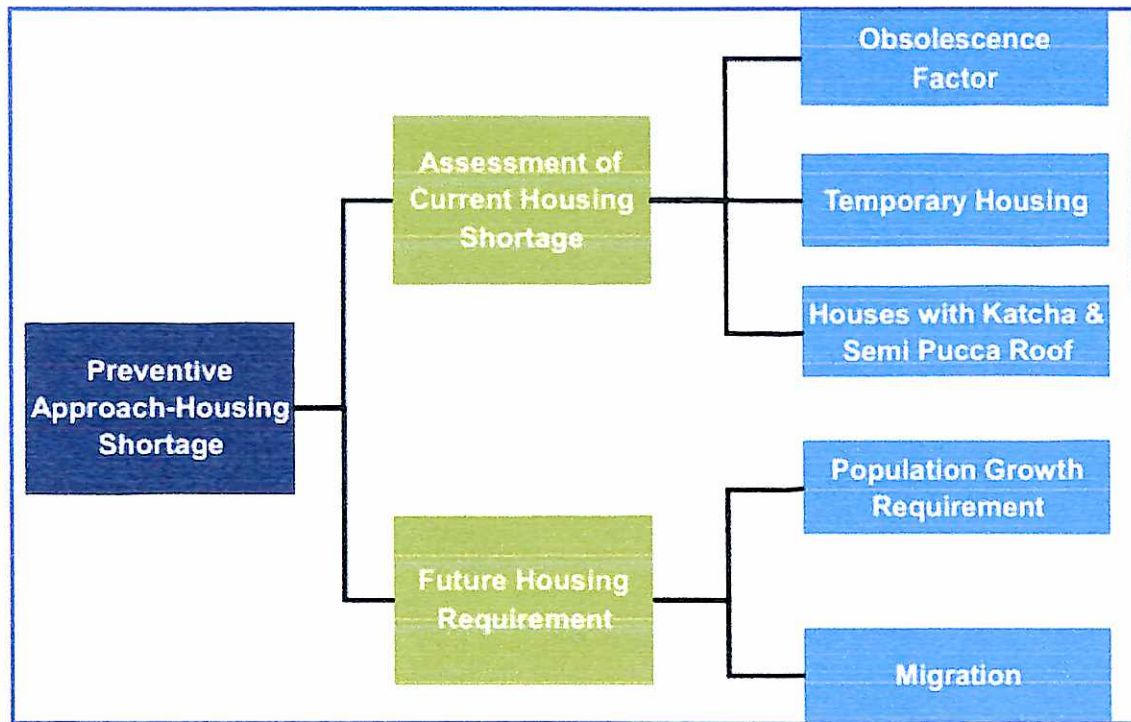 Preventive
Approach-Housing
Shortage
Assessment of
Current Housing
Shortage
Obsolescence
Factor
Temporary Housing
Houses with Katcha &
Semi Pucca Roof
Future Housing
Requirement
Population Growth
Requirement
Migration